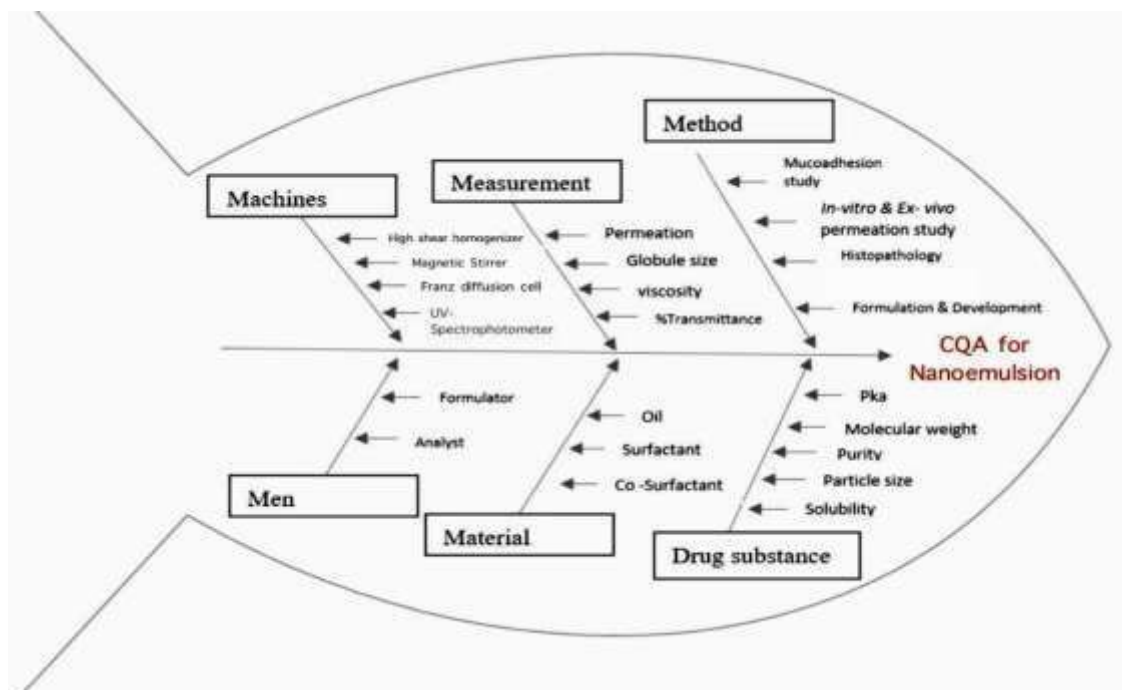 Method
Mucoadhesion
study
In-vitro & Ex- vivo
permeation study
Histopathology
Formulation & Development
Measurement
Permeation
Globule size
viscosity
%Transmittance
Machines
High shear homogenizer
Magnetic Stirrer
Franz diffusion cell
UV-
Spectrophotometer
CQA for
Nanoemulsion
Formulator
Analyst
Men
Oil
Surfactant
Co -Surfactant
Material
Pka
Molecular weight
Purity
Particle size
Solubility
Drug substance